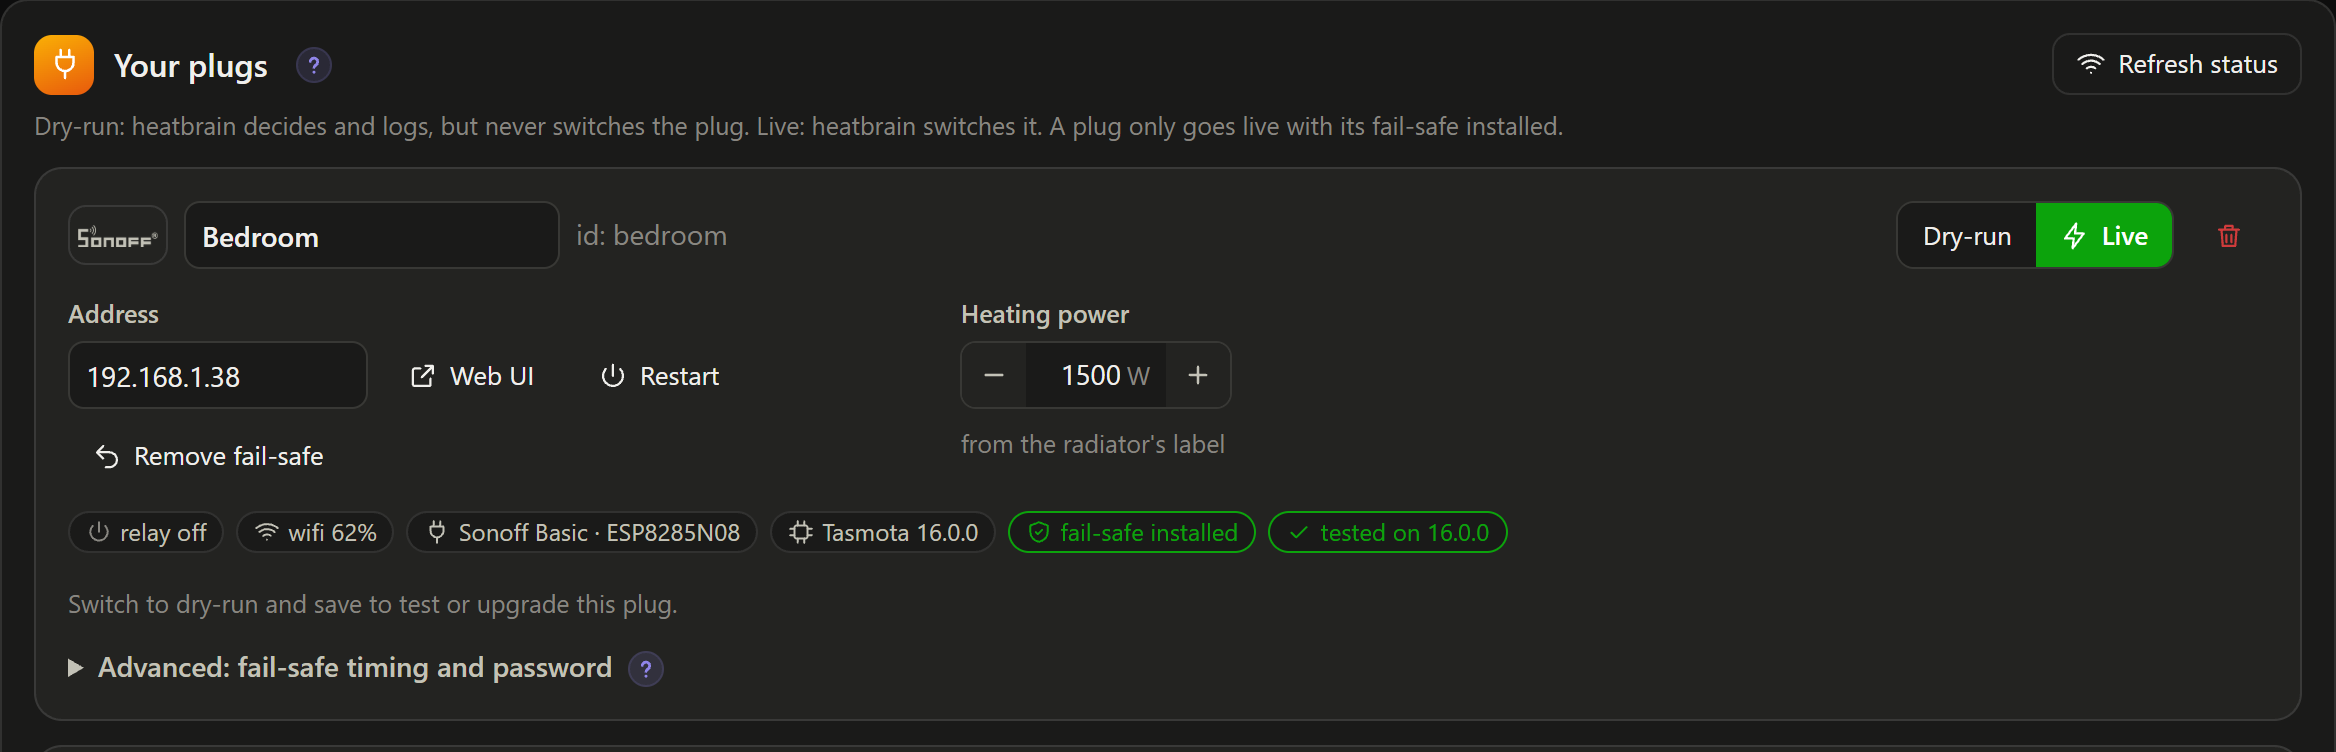 Your plugs ?
Refresh status
Dry-run: heatbrain decides and logs, but never switches the plug. Live: heatbrain switches it. A plug only goes live with its fail-safe installed.
SONOFF® Bedroom id: bedroom
Dry-run Live
Address
192.168.1.38 Web UI Restart
Remove fail-safe
Heating power
− 1500 W +
from the radiator's label
relay off wifi 62% Sonoff Basic · ESP8285N08 Tasmota 16.0.0 fail-safe installed tested on 16.0.0
Switch to dry-run and save to test or upgrade this plug.
Advanced: fail-safe timing and password ?